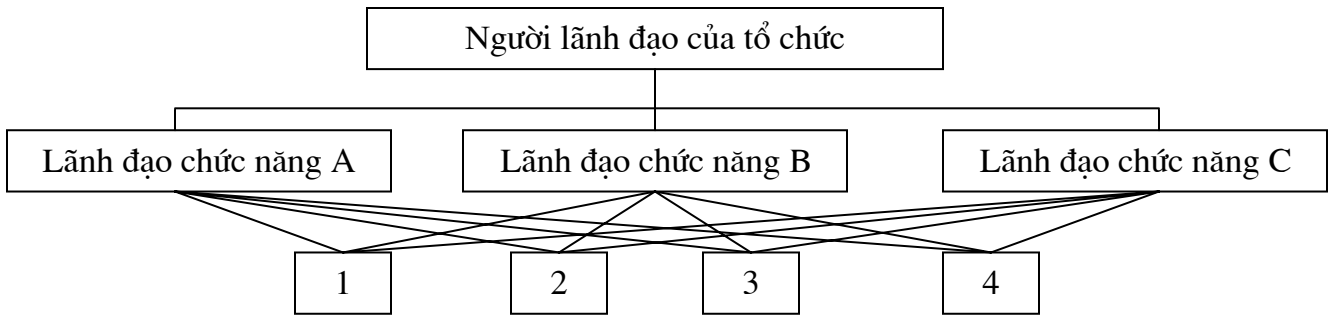 Người lãnh đạo của tổ chức
Lãnh đạo chức năng A
Lãnh đạo chức năng B
Lãnh đạo chức năng C
1
2
3
4